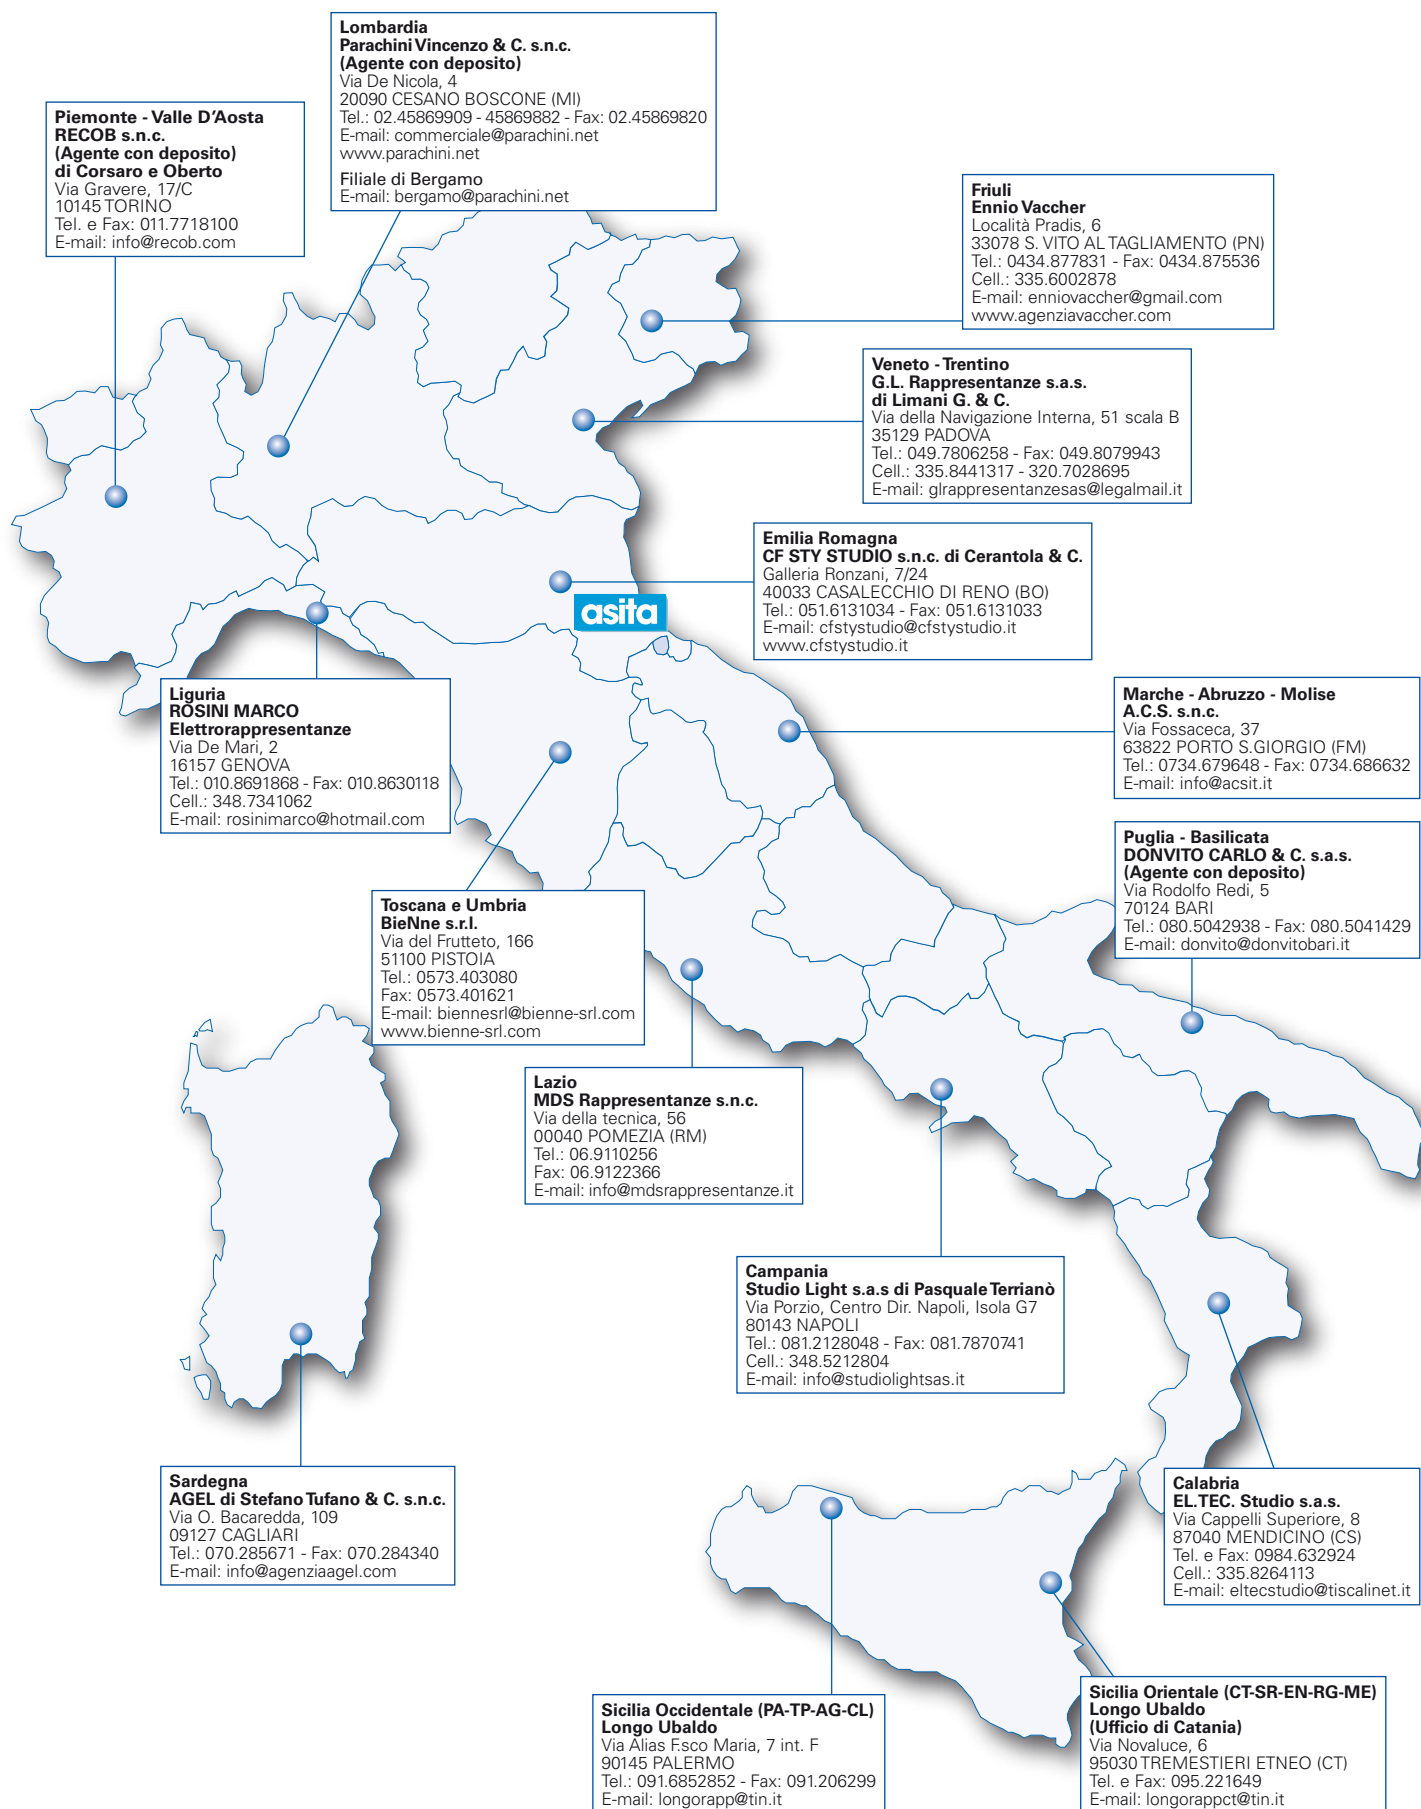 Lombardia
Parachini Vincenzo & C. s.n.c.
(Agente con deposito)
Via De Nicola, 4
20090 CESANO BOSCONE (MI)
Tel.: 02.45869909 - 45869882 - Fax: 02.45869820
E-mail: commerciale@parachini.net
www.parachini.net
Filiale di Bergamo
E-mail: bergamo@parachini.net
Piemonte - Valle D'Aosta
RECOB s.n.c.
(Agente con deposito)
di Corsaro e Oberto
Via Gravere, 17/C
10145 TORINO
Tel. e Fax: 011.7718100
E-mail: info@recob.com
Friuli
Ennio Vaccher
Località Pradis, 6
33078 S. VITO AL TAGLIAMENTO (PN)
Tel.: 0434.877831 - Fax: 0434.875536
Cell.: 335.6002878
E-mail: enniovaccher@gmail.com
www.agenziavaccher.com
Veneto - Trentino
G.L. Rappresentanze s.a.s.
di Limani G. & C.
Via della Navigazione Interna, 51 scala B
35129 PADOVA
Tel.: 049.7806258 - Fax: 049.8079943
Cell.: 335.8441317 - 320.7028695
E-mail: glrappresentanzesas@legalmail.it
Emilia Romagna
CF STY STUDIO s.n.c. di Cerantola & C.
Galleria Ronzani, 7/24
40033 CASALECCHIO DI RENO (BO)
Tel.: 051.6131034 - Fax: 051.6131033
E-mail: cfstystudio@cfstystudio.it
www.cfstystudio.it
asita
Liguria
ROSINI MARCO
Elettrorappresentanze
Via De Mari, 2
16157 GENOVA
Tel.: 010.8691868 - Fax: 010.8630118
Cell.: 348.7341062
E-mail: rosinimarco@hotmail.com
Marche - Abruzzo - Molise
A.C.S. s.n.c.
Via Fossaceca, 37
63822 PORTO S.GIORGIO (FM)
Tel.: 0734.679648 - Fax: 0734.686632
E-mail: info@acsit.it
Puglia - Basilicata
DONVITO CARLO & C. s.a.s.
(Agente con deposito)
Via Rodolfo Redi, 5
70124 BARI
Tel.: 080.5042938 - Fax: 080.5041429
E-mail: donvito@donvitobari.it
Toscana e Umbria
BieNne s.r.l.
Via del Frutteto, 166
51100 PISTOIA
Tel.: 0573.403080
Fax: 0573.401621
E-mail: biennesrl@bienne-srl.com
www.bienne-srl.com
Lazio
MDS Rappresentanze s.n.c.
Via della tecnica, 56
00040 POMEZIA (RM)
Tel.: 06.9110256
Fax: 06.9122366
E-mail: info@mdsrappresentanze.it
Campania
Studio Light s.a.s di Pasquale Terrianò
Via Porzio, Centro Dir. Napoli, Isola G7
80143 NAPOLI
Tel.: 081.2128048 - Fax: 081.7870741
Cell.: 348.5212804
E-mail: info@studiolightsas.it
Sardegna
AGEL di Stefano Tufano & C. s.n.c.
Via O. Bacaredda, 109
09127 CAGLIARI
Tel.: 070.285671 - Fax: 070.284340
E-mail: info@agenziaagel.com
Calabria
EL.TEC. Studio s.a.s.
Via Cappelli Superiore, 8
87040 MENDICINO (CS)
Tel. e Fax: 0984.632924
Cell.: 335.8264113
E-mail: eltecstudio@tiscalinet.it
Sicilia Occidentale (PA-TP-AG-CL)
Longo Ubaldo
Via Alias F.sco Maria, 7 int. F
90145 PALERMO
Tel.: 091.6852852 - Fax: 091.206299
E-mail: longorapp@tin.it
Sicilia Orientale (CT-SR-EN-RG-ME)
Longo Ubaldo
(Ufficio di Catania)
Via Novaluce, 6
95030 TREMESTIERI ETNEO (CT)
Tel. e Fax: 095.221649
E-mail: longorappct@tin.it